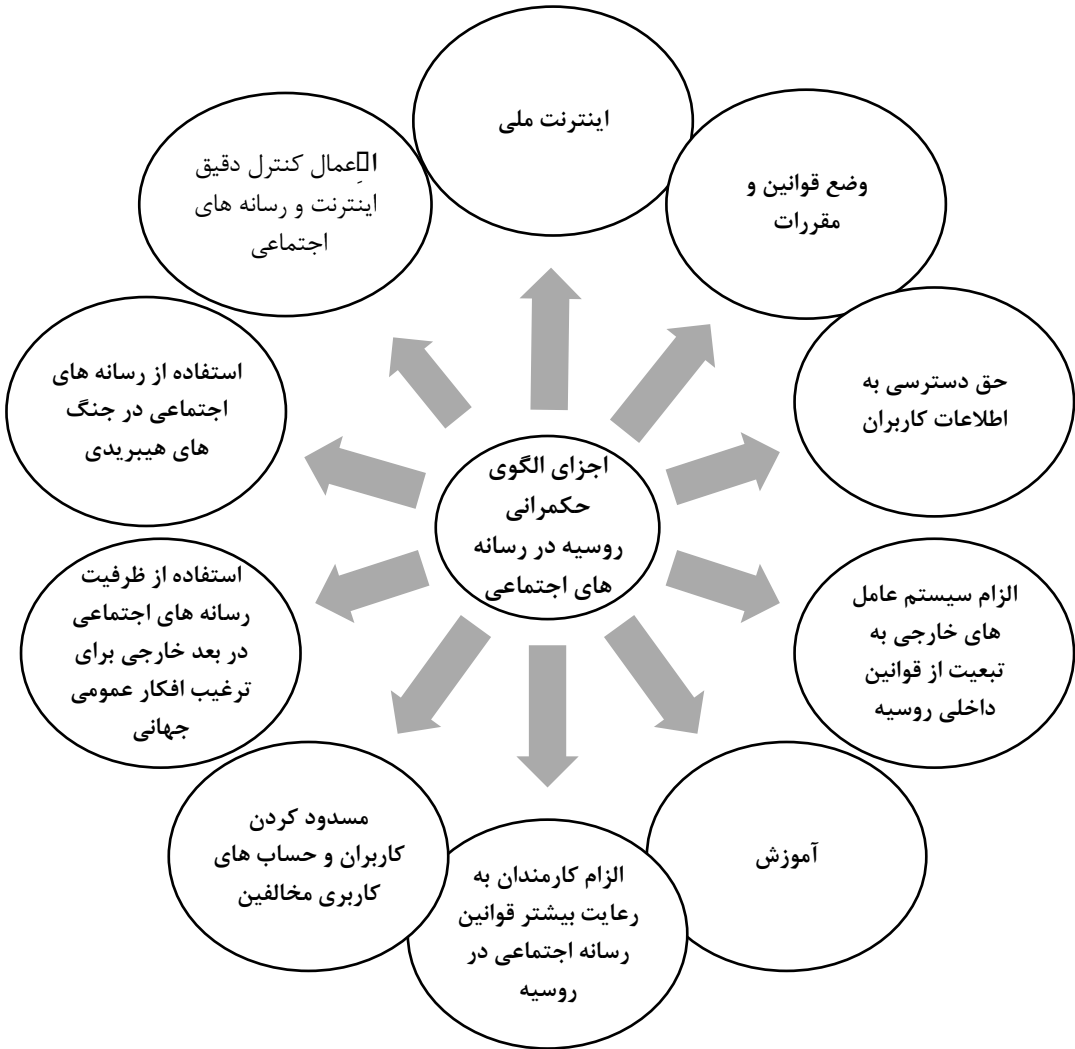 اینترنت ملی
وضع قوانین و
مقررات
حق دسترسی به
اطلاعات کاربران
الزام سیستم عامل
های خارجی به
تبعیت از قوانین
داخلی روسیه
آموزش
الزام کارمندان به
رعایت بیشتر قوانین
رسانه اجتماعی در
روسیه
مسدود کردن
کاربران و حساب های
کاربری مخالفین
استفاده از ظرفیت
رسانه های اجتماعی
در بعد خارجی برای
ترغیب افکار عمومی
جهانی
استفاده از رسانه های
اجتماعی در جنگ
های هیبریدی
اِعمال کنترل دقیق
اینترنت و رسانه های
اجتماعی
اجزای الگوی
حکمرانی
روسیه در رسانه
های اجتماعی